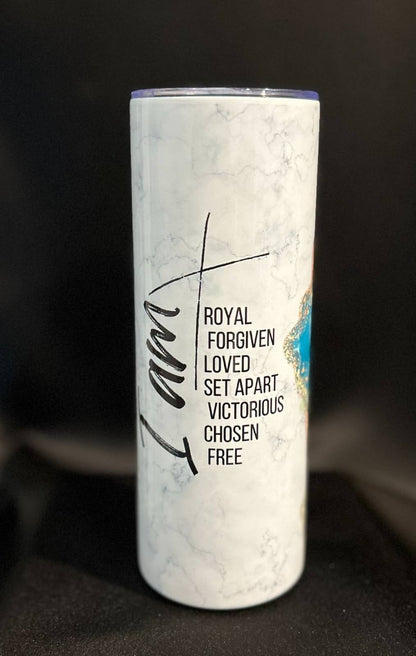 I am
ROYAL
FORGIVEN
LOVED
SET APART
VICTORIOUS
CHOSEN
FREE